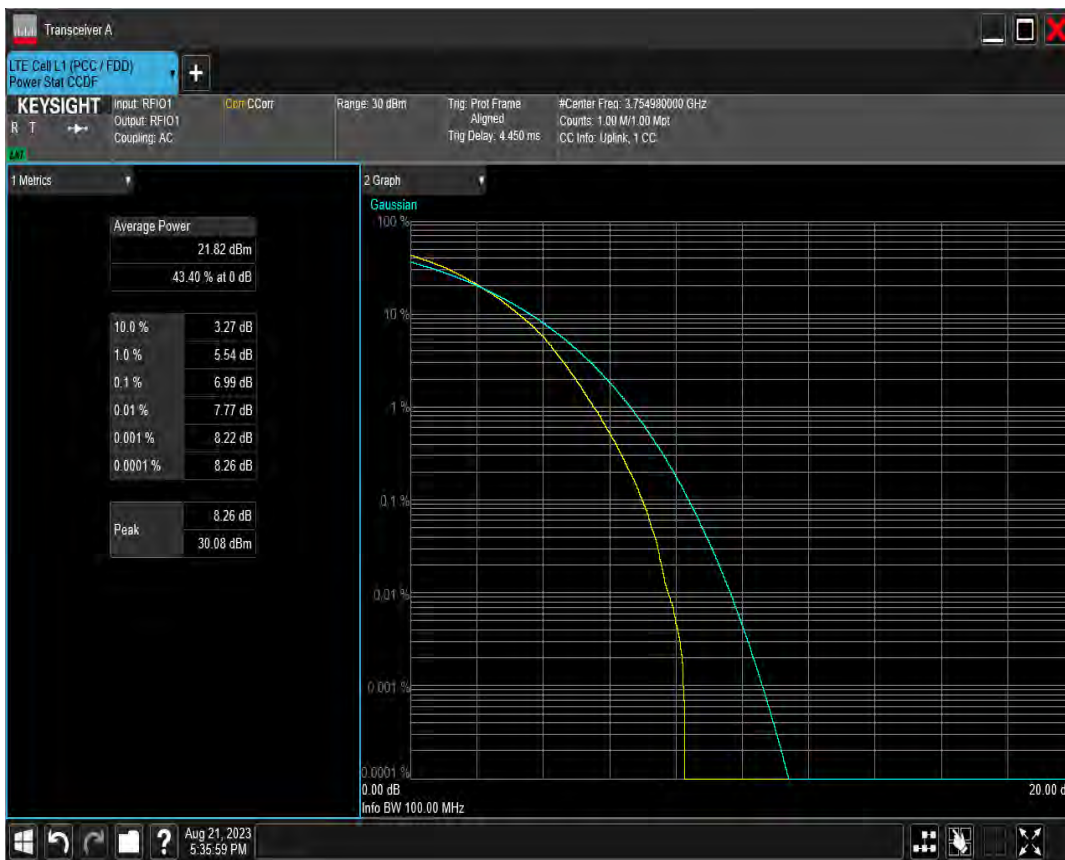 Transceiver A
LTE Cell L1 (PCC / FDD)
Power Stat CCDF
+
KEYSIGHT
R T
LXI
Input: RFIO1
Output: RFIO1
Coupling: AC
Corr CCorr
Range: 30 dBm
Trig: Prot Frame
Aligned
Trig Delay: 4.450 ms
#Center Freq: 3.754980000 GHz
Counts: 1.00 M/1.00 Mpt
CC Info: Uplink, 1 CC
1 Metrics
Average Power
21.82 dBm
43.40 % at 0 dB
10.0 % 3.27 dB
1.0 % 5.54 dB
0.1 % 6.99 dB
0.01 % 7.77 dB
0.001 % 8.22 dB
0.0001 % 8.26 dB
Peak 8.26 dB
30.08 dBm
2 Graph
Gaussian
100 %
10 %
1 %
0.1 %
0.01 %
0.001 %
0.0001 %
0.00 dB
20.00 d
Info BW 100.00 MHz
?
Aug 21, 2023
5:35:59 PM